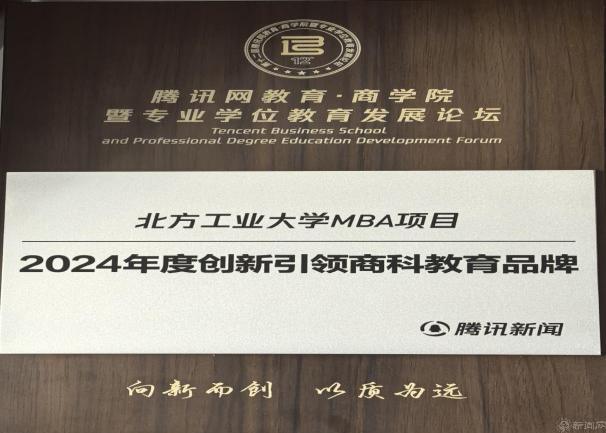 腾讯网教育·商学院
暨专业学位教育发展论坛
Tencent Business School
and Professional Degree Education Development Forum
北方工业大学MBA项目
2024年度创新引领商科教育品牌
腾讯新闻
向新而创 以质为远
新闻网